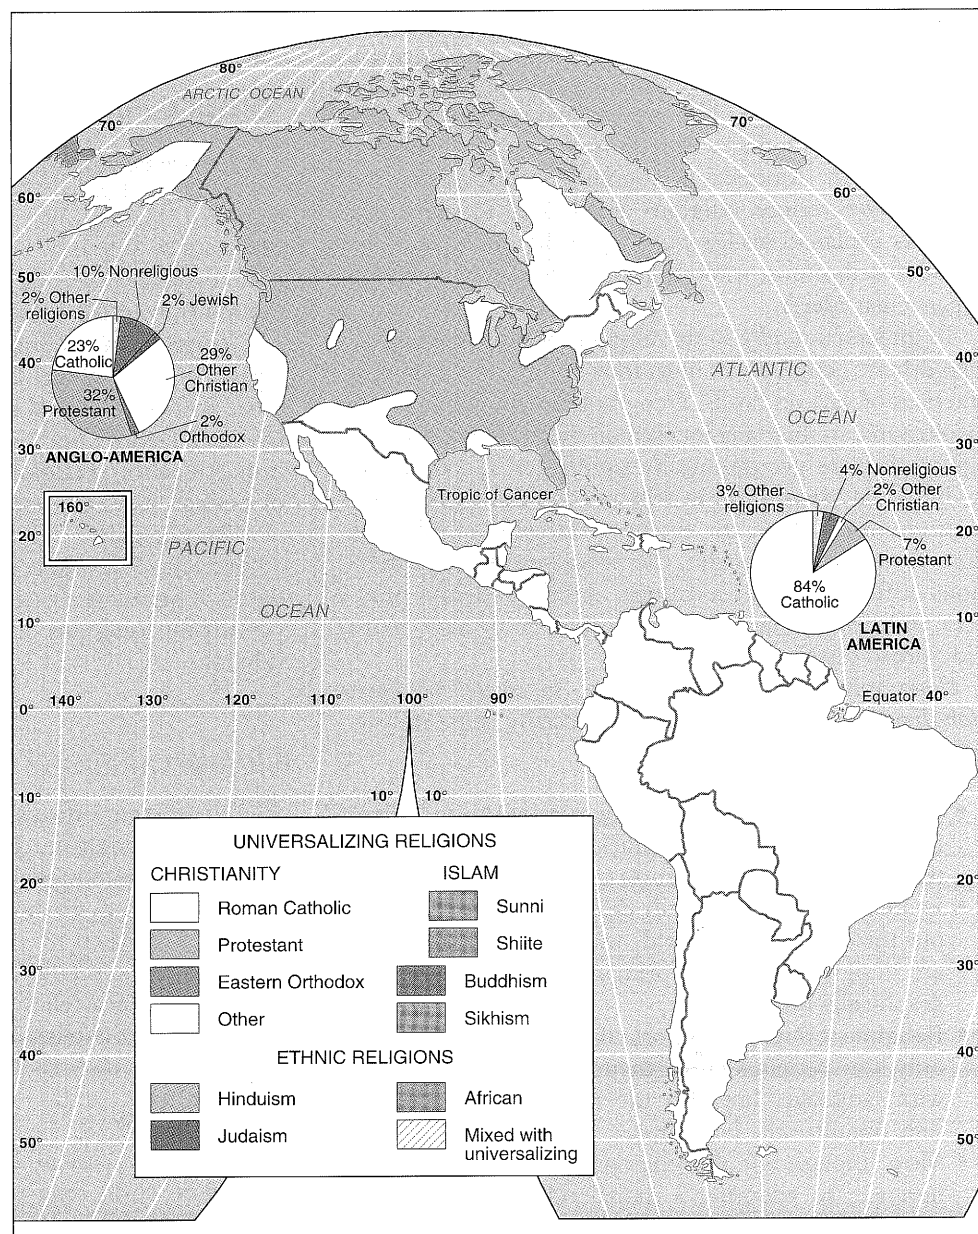 80°
ARCTIC OCEAN
70°
70°
60°
60°
50°
50°
10% Nonreligious
2% Other
religions
2% Jewish
23%
Catholic
29%
Other
Christian
40°
40°
32%
Protestant
2%
Orthodox
ANGLO-AMERICA
ATLANTIC
OCEAN
30°
30°
160°
Tropic of Cancer
4% Nonreligious
3% Other
religions
2% Other
Christian
7%
Protestant
84%
Catholic
LATIN
AMERICA
20°
20°
PACIFIC
OCEAN
10°
10°
140°
130°
120°
110°
100°
90°
0°
Equator 40°
10°
10°
10°
UNIVERSALIZING RELIGIONS
CHRISTIANITY
Roman Catholic
Protestant
Eastern Orthodox
Other
ISLAM
Sunni
Shiite
Buddhism
Sikhism
ETHNIC RELIGIONS
Hinduism
Judaism
African
Mixed with
universalizing
20°
20°
30°
30°
40°
40°
50°
50°